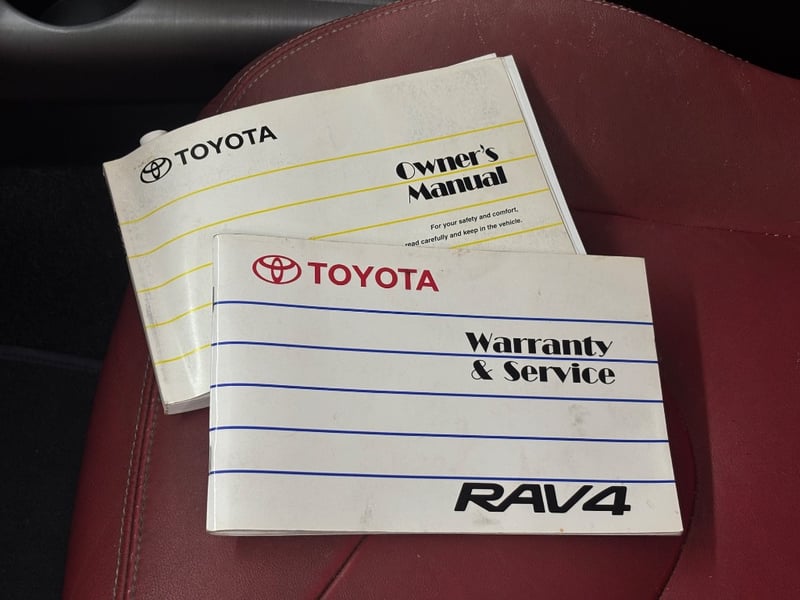 TOYOTA
Owner's
Manual
For your safety and comfort,
read carefully and keep in the vehicle.
TOYOTA
Warranty
& Service
RAV4